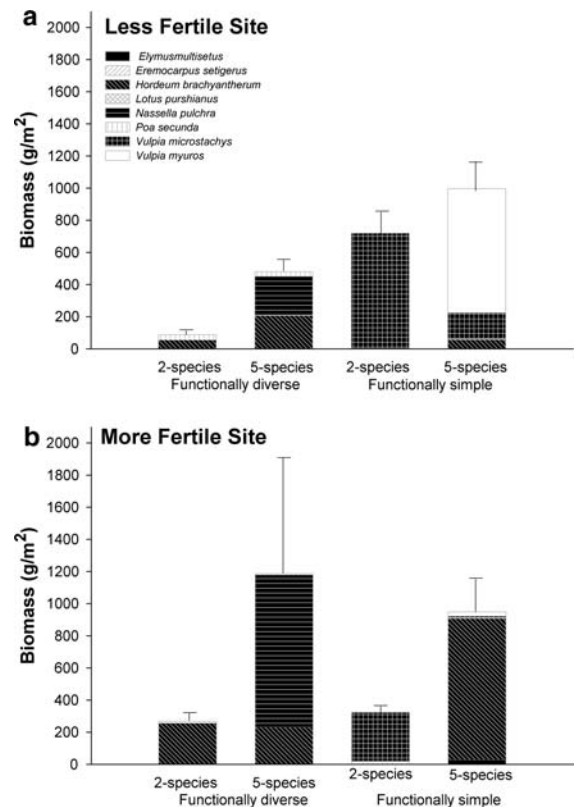 a Less Fertile Site
Elymusmultisetus
Eremocarpus setigerus
Hordeum brachyantherum
Lotus purshianus
Nassella pulchra
Poa secunda
Vulpia microstachys
Vulpia myuros
Biomass (g/m²)
2000
1800
1600
1400
1200
1000
800
600
400
200
0
2-species 5-species 2-species 5-species
Functionally diverse Functionally simple
b More Fertile Site
Biomass (g/m²)
2000
1800
1600
1400
1200
1000
800
600
400
200
0
2-species 5-species 2-species 5-species
Functionally diverse Functionally simple